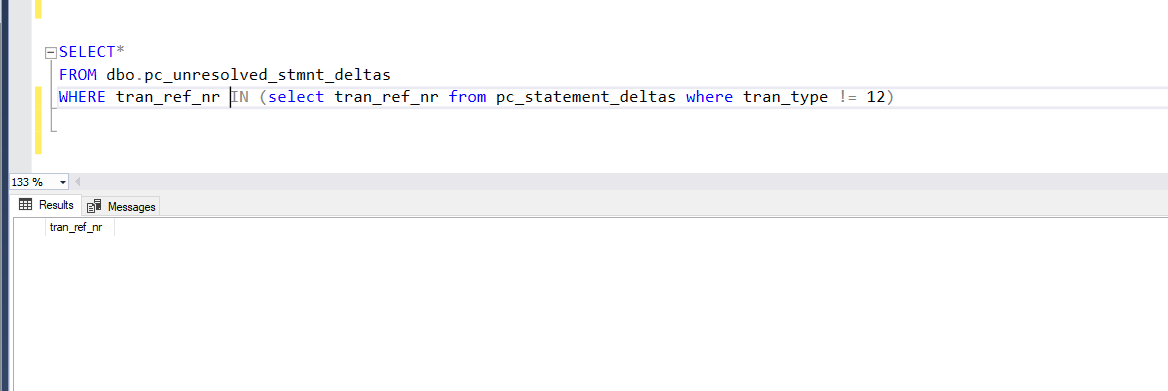 SELECT*
FROM dbo.pc_unresolved_stmnt_deltas
WHERE tran_ref_nr IN (select tran_ref_nr from pc_statement_deltas where tran_type != 12)
133 %
Results Messages
tran_ref_nr